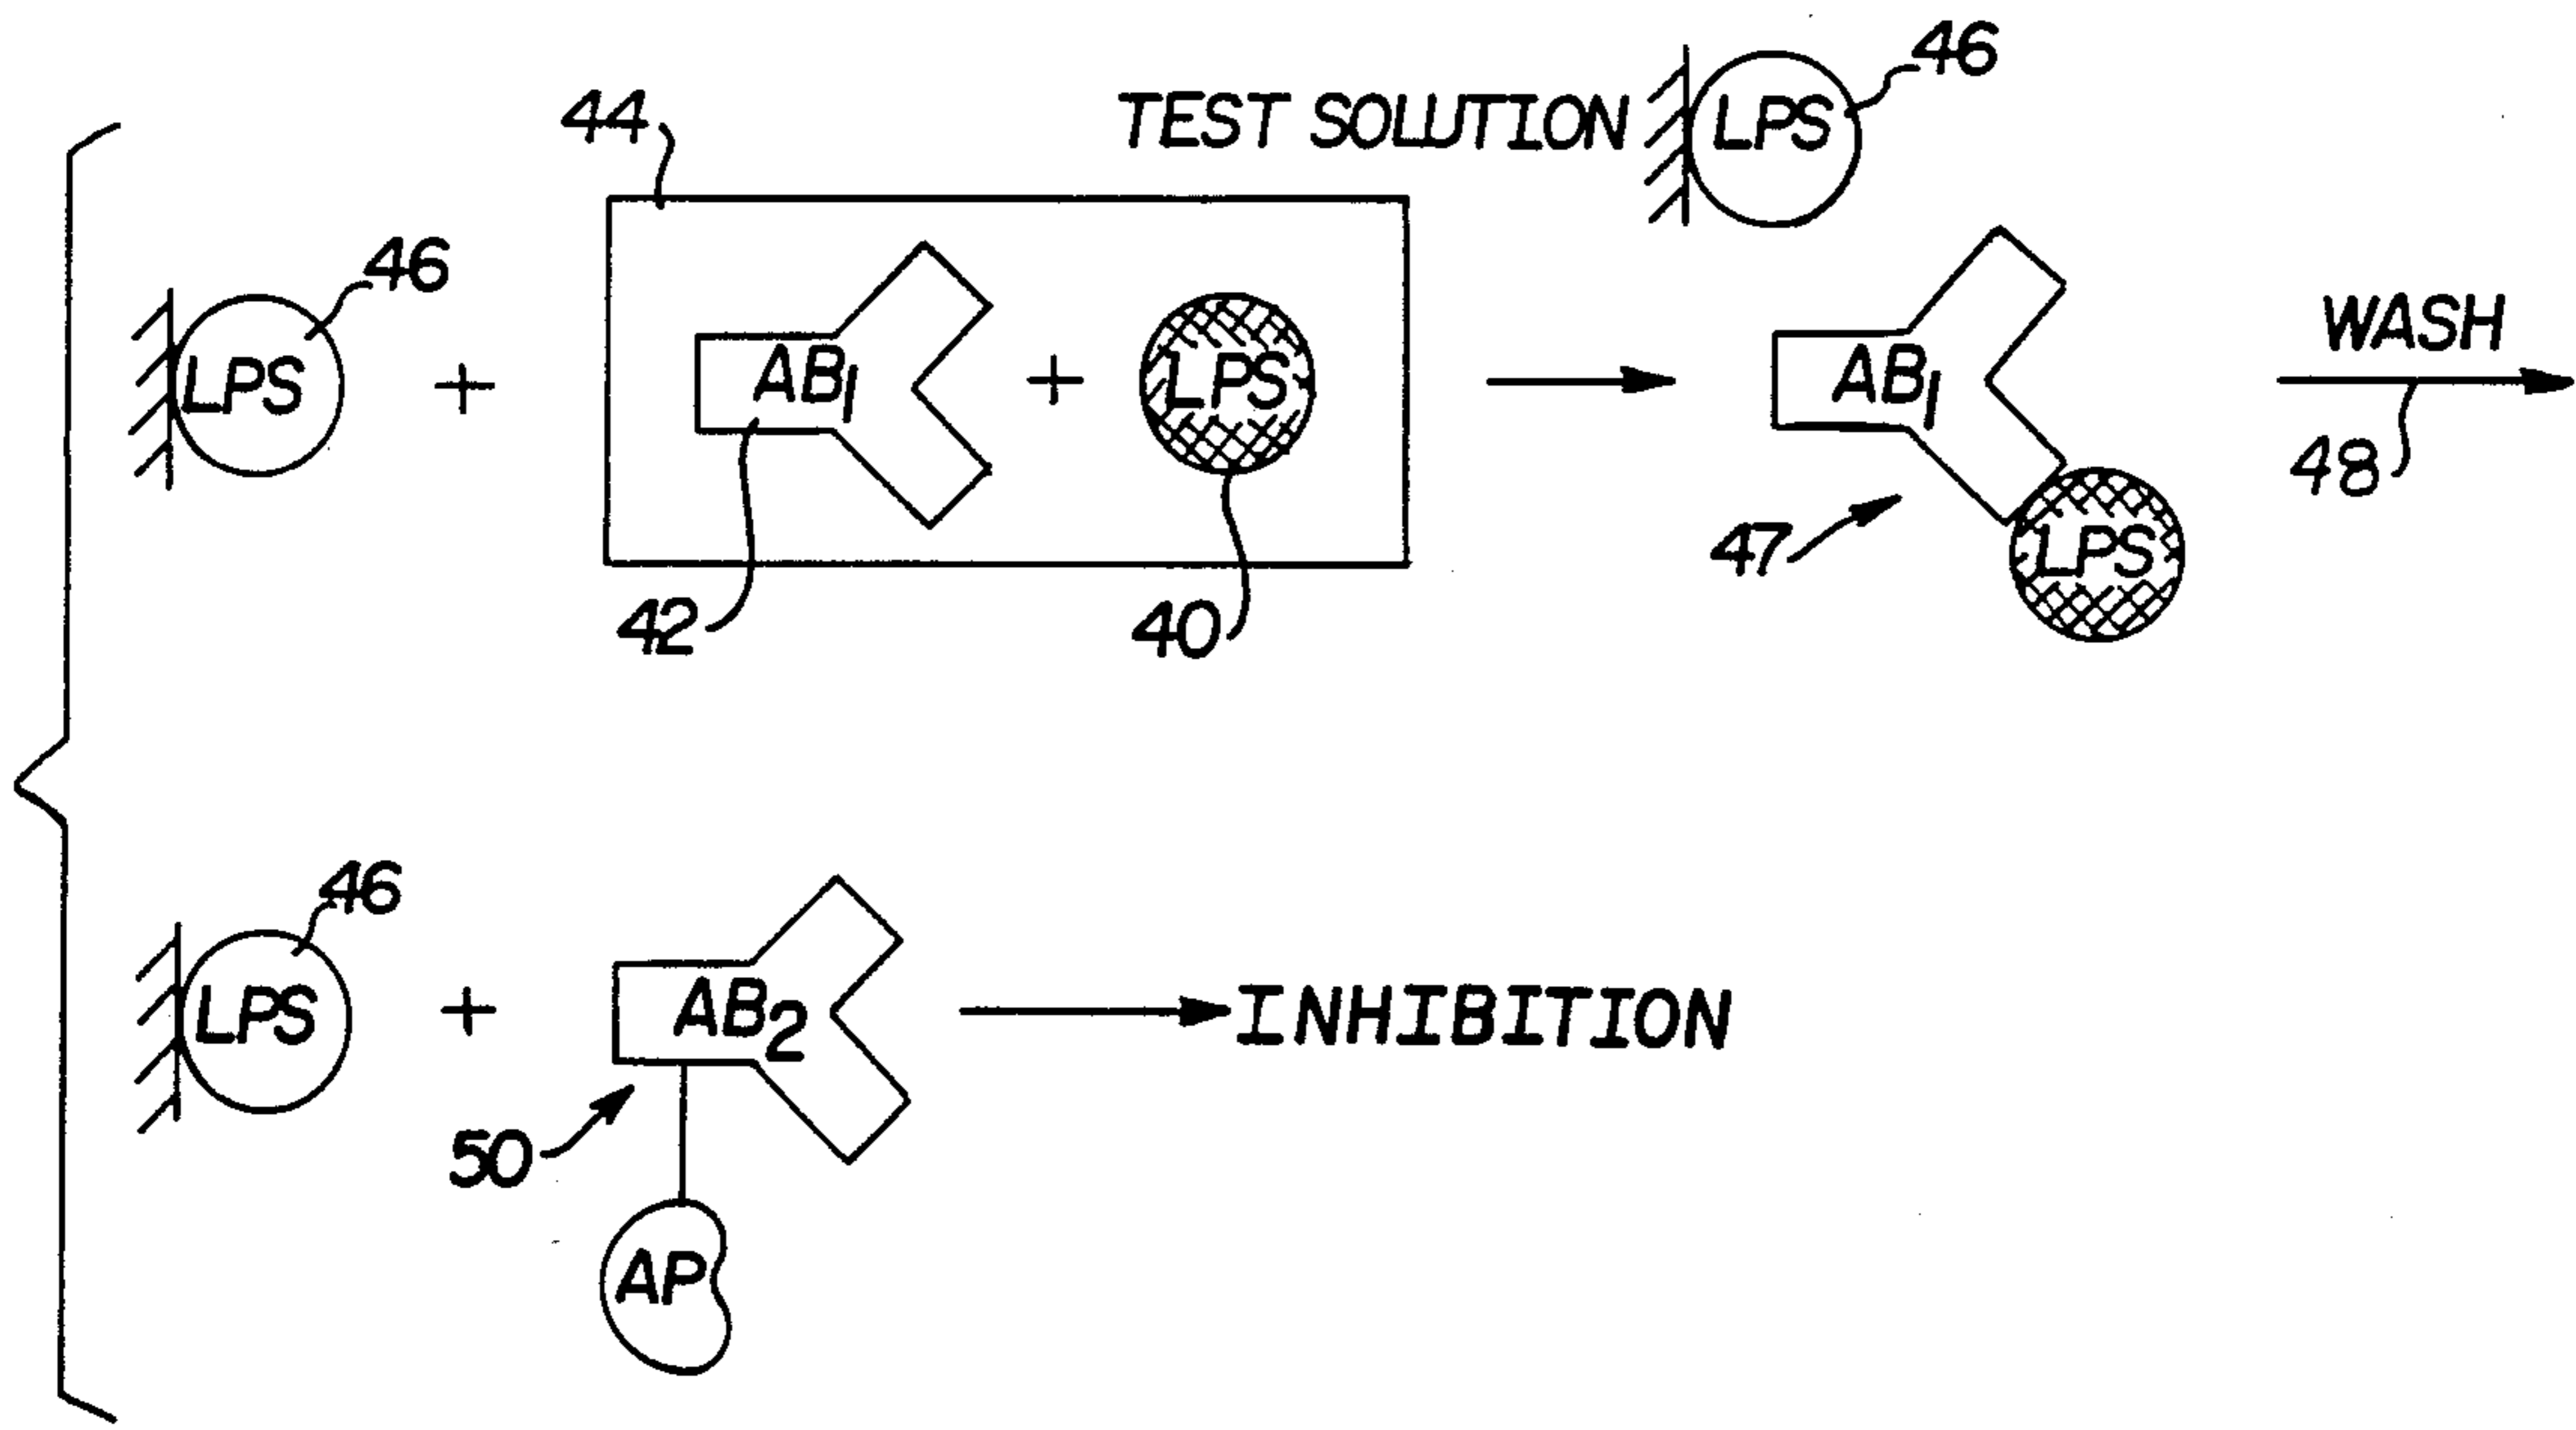 46
44
TEST SOLUTION
LPS
46
LPS
+
AB1
+
LPS
AB1
WASH
48
47
LPS
42
40
46
LPS
+
AB2
INHIBITION
50
AP